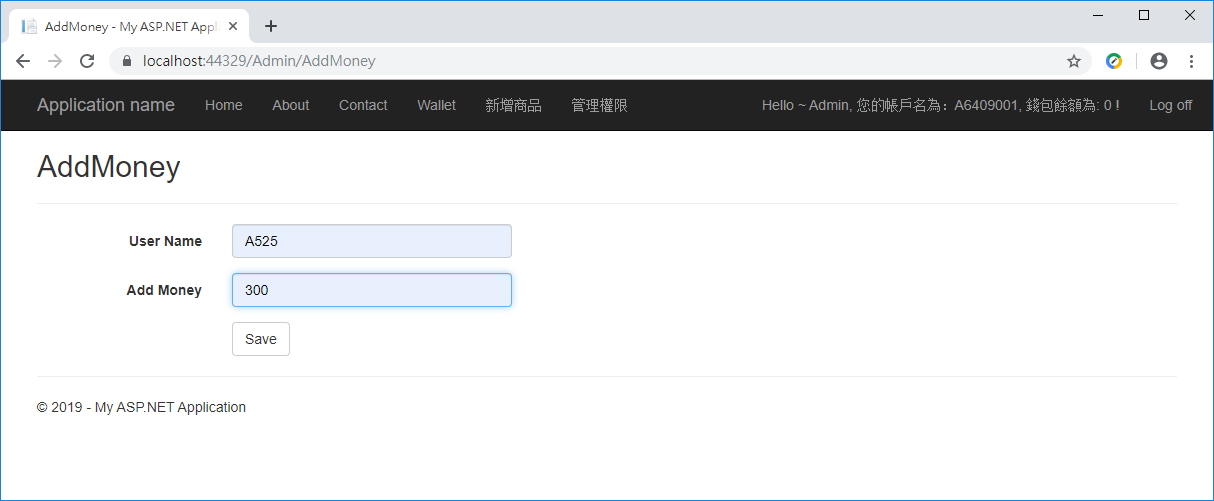 AddMoney - My ASP.NET Appl
localhost:44329/Admin/AddMoney
Application name Home About Contact Wallet 新增商品 管理權限 Hello ~ Admin, 您的帳戶名為：A6409001, 錢包餘額為: 0 ! Log off
AddMoney
User Name A525
Add Money 300
Save
© 2019 - My ASP.NET Application